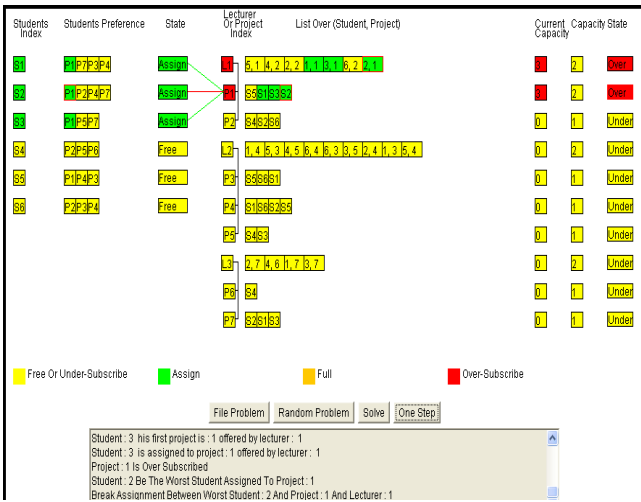 Students Index
Students Preference
State
Lecturer Or Project Index
List Over (Student, Project)
Current Capacity
Capacity
State
S1 P1 P7 P3 P4 Assign L1 5, 1 4, 2 2, 2 1, 1 3, 1 6, 2 2, 1 3 2 Over
S2 P1 P2 P4 P7 Assign P1 S5 S1 S3 S2 2 Over
S3 P1 P5 P7 Assign P2 S4 S2 S6 0 1 Under
S4 P2 P5 P6 Free L2 1, 4 5, 3 4, 5 6, 4 6, 3 3, 5 2, 4 1, 3 5, 4 0 2 Under
S5 P1 P4 P3 Free P3 S5 S6 S1 0 1 Under
S6 P2 P3 P4 Free P4 S1 S6 S2 S5 0 1 Under
P5 S4 S3 0 1 Under
L3 2, 7 4, 6 1, 7 3, 7 0 2 Under
P6 S4 0 1 Under
P7 S2 S1 S3 0 1 Under
Free Or Under-Subscribe
Assign
Full
Over-Subscribe
File Problem
Random Problem
Solve
One Step
Student : 3 his first project is : 1 offered by lecturer : 1
Student : 3 is assigned to project : 1 offered by lecturer : 1
Project : 1 Is Over Subscribed
Student : 2 Be The Worst Student Assigned To Project : 1
Break Assignment Between Worst Student : 2 And Project : 1 And Lecturer : 1